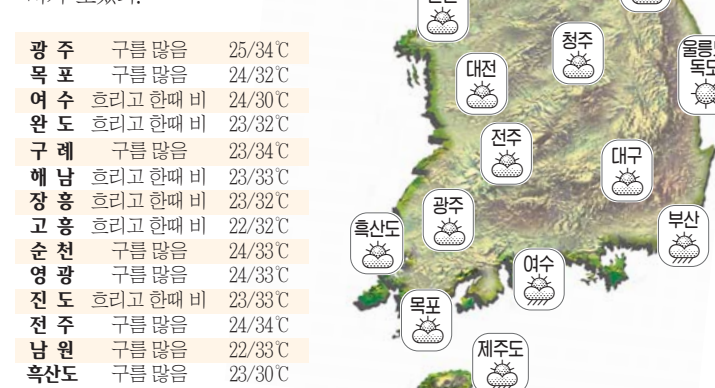 광 주 구름 많음 25/34℃
목 포 구름 많음 24/32℃
여 수 흐리고 한때 비 24/30℃
완 도 흐리고 한때 비 23/32℃
구 례 구름 많음 23/34℃
해 남 흐리고 한때 비 23/33℃
장 흥 흐리고 한때 비 23/32℃
고 흥 흐리고 한때 비 22/32℃
순 천 구름 많음 24/33℃
영 광 구름 많음 24/33℃
진 도 흐리고 한때 비 23/33℃
전 주 구름 많음 24/34℃
남 원 구름 많음 22/33℃
흑산도 구름 많음 23/30℃
청주
대전
독도
전주
대구
광주
흑산도
부산
여수
목포
제주도